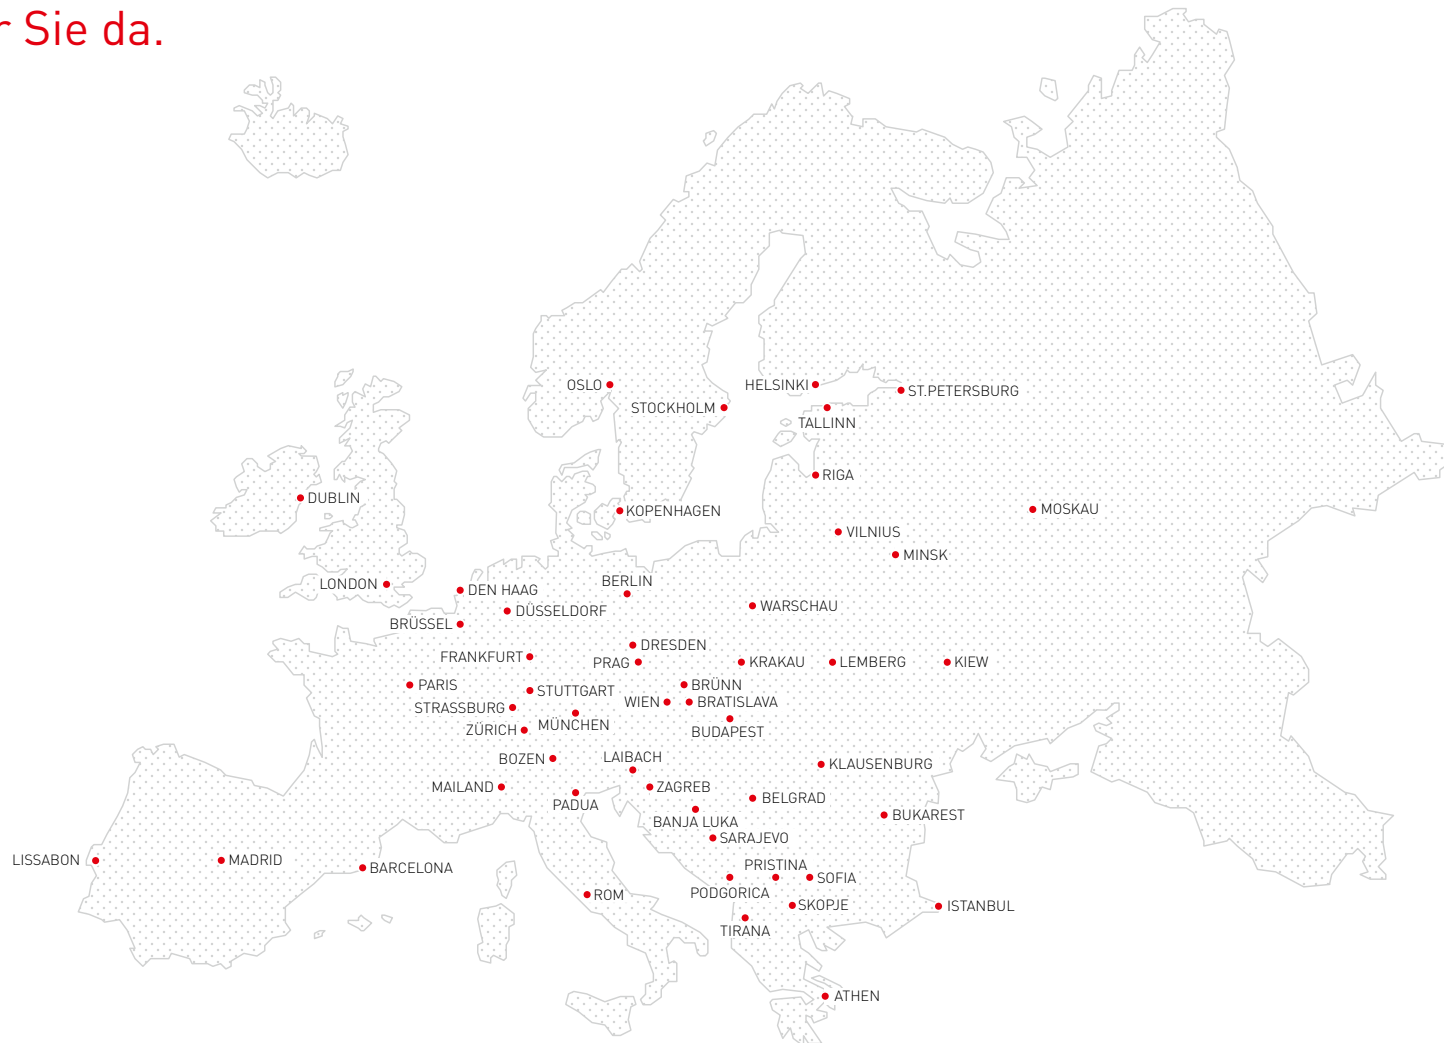 r Sie da.
OSLO
HELSINKI
ST.PETERSBURG
STOCKHOLM
TALLINN
RIGA
DUBLIN
KOPENHAGEN
MOSKAU
VILNIUS
MINSK
LONDON
DEN HAAG
BERLIN
DÜSSELDORF
WARSCHAU
BRÜSSEL
DRESDEN
FRANKFURT
PRAG
KRAKAU
LEMBERG
KIEW
PARIS
STUTTGART
BRÜNN
STRASSBURG
WIEN
BRATISLAVA
MÜNCHEN
ZÜRICH
BUDAPEST
BOZEN
LAIBACH
KLAUSENBURG
MAILAND
ZAGREB
PADUA
BELGRAD
BANJA LUKA
BUKAREST
SARAJEVO
LISSABON
MADRID
BARCELONA
PRISTINA
SOFIA
ROM
PODGORICA
SKOPJE
ISTANBUL
TIRANA
ATHEN